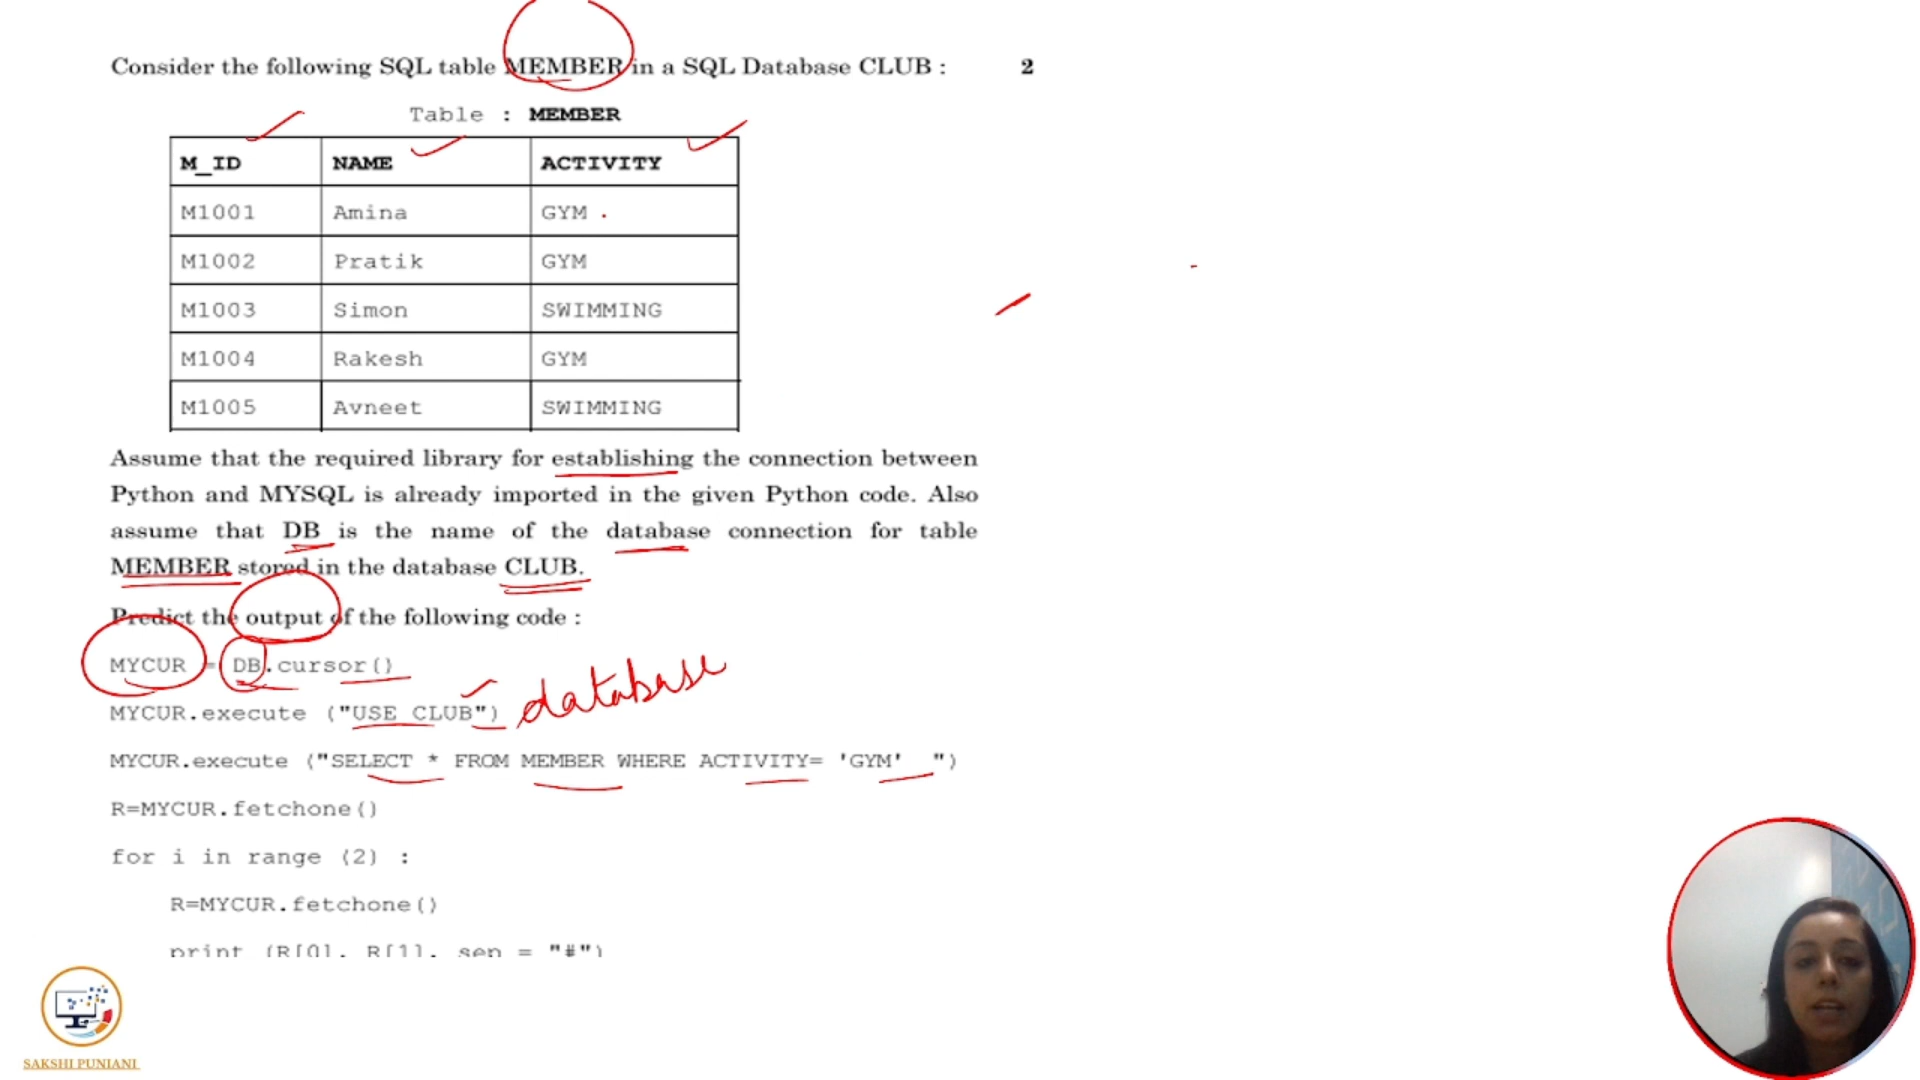 Consider the following SQL table MEMBER in a SQL Database CLUB : 2
Table : MEMBER
M_ID NAME ACTIVITY
M1001 Amina GYM
M1002 Pratik GYM
M1003 Simon SWIMMING
M1004 Rakesh GYM
M1005 Avneet SWIMMING
Assume that the required library for establishing the connection between
Python and MYSQL is already imported in the given Python code. Also
assume that DB is the name of the database connection for table
MEMBER stored in the database CLUB.
Predict the output of the following code :
MYCUR = DB.cursor()
MYCUR.execute ("USE CLUB") database
MYCUR.execute ("SELECT * FROM MEMBER WHERE ACTIVITY= 'GYM' ")
R=MYCUR.fetchone()
for i in range (2) :
R=MYCUR.fetchone()
print (R[0], R[1], sep = "#")
SAKSHI PUNIANI